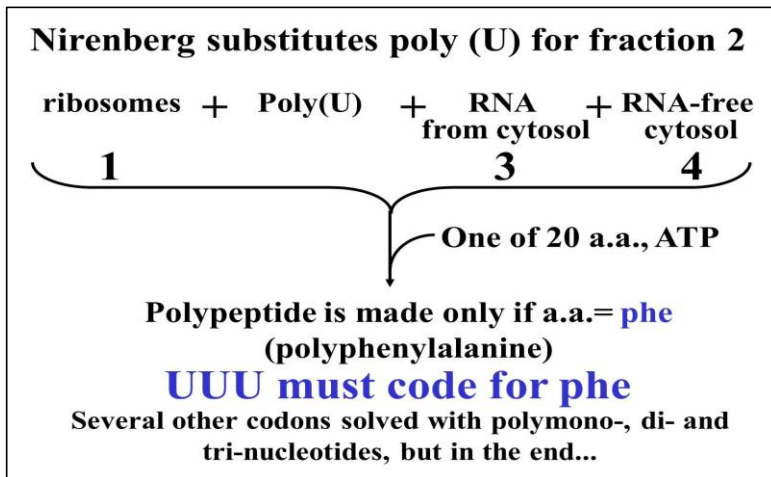 Nirenberg substitutes poly (U) for fraction 2
ribosomes + Poly(U) + RNA + RNA-free
from cytosol cytosol
1 3 4
One of 20 a.a., ATP
Polypeptide is made only if a.a.= phe
(polyphenylalanine)
UUU must code for phe
Several other codons solved with polymono-, di- and
tri-nucleotides, but in the end...